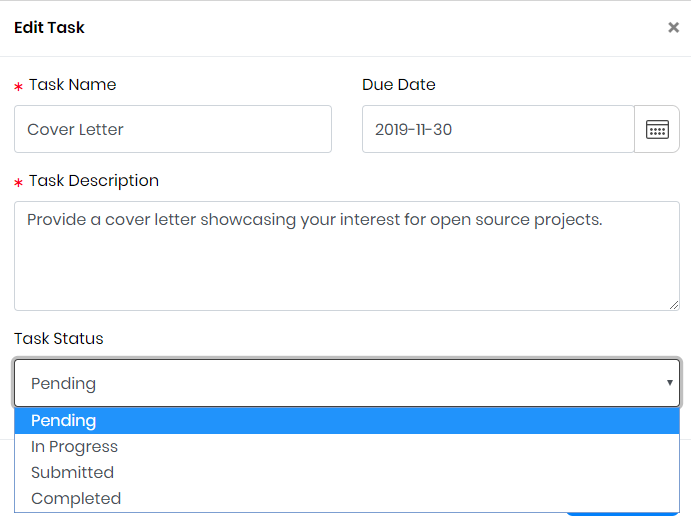 Edit Task ×
* Task Name
Due Date
Cover Letter
2019-11-30
* Task Description
Provide a cover letter showcasing your interest for open source projects.
Task Status
Pending
Pending
In Progress
Submitted
Completed